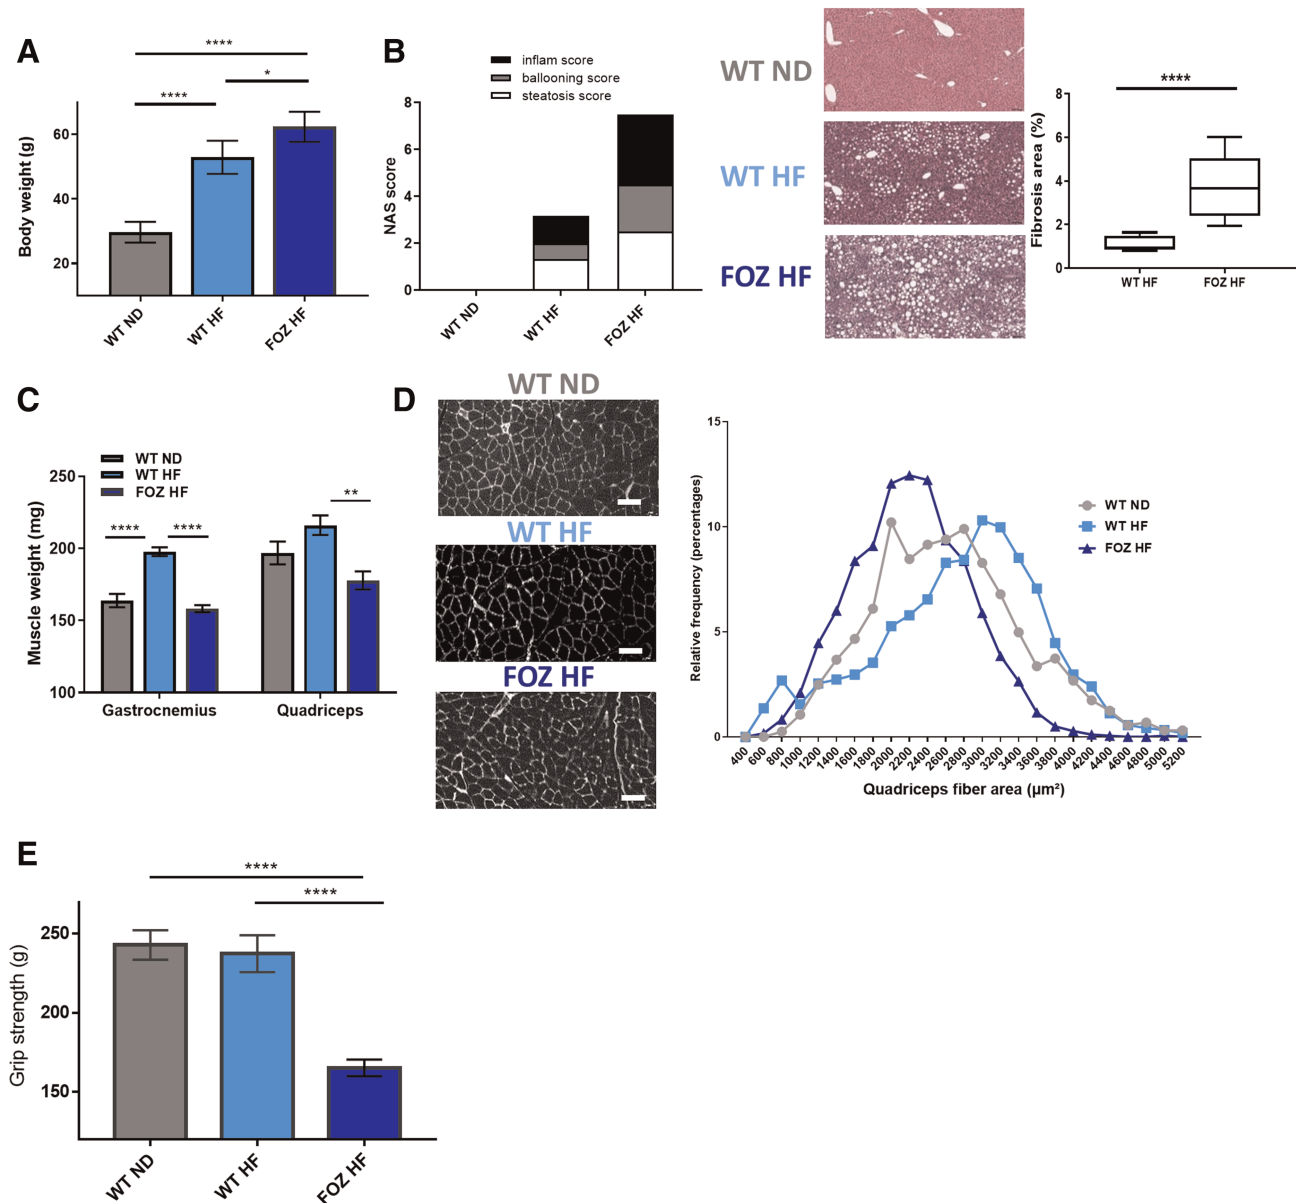 A
****
*
****
Body weight (g)
60
40
20
WT ND
WT HF
FOZ HF
B
inflam score
ballooning score
steatosis score
NAS score
8
6
4
2
0
WT ND
WT HF
FOZ HF
WT ND
WT HF
FOZ HF
****
Fibrosis area (%)
8
6
4
2
0
WT HF
FOZ HF
C
WT ND
WT HF
FOZ HF
Muscle weight (mg)
250
200
150
100
****
****
**
Gastrocnemius
Quadriceps
D
WT ND
WT HF
FOZ HF
Relative frequency (percentages)
15
10
5
0
WT ND
WT HF
FOZ HF
400
600
800
1000
1200
1400
1600
1800
2000
2200
2400
2600
2800
3000
3200
3400
3600
3800
4000
4200
4400
4600
4800
5000
5200
Quadriceps fiber area (µm²)
E
****
****
Grip strength (g)
250
200
150
WT ND
WT HF
FOZ HF